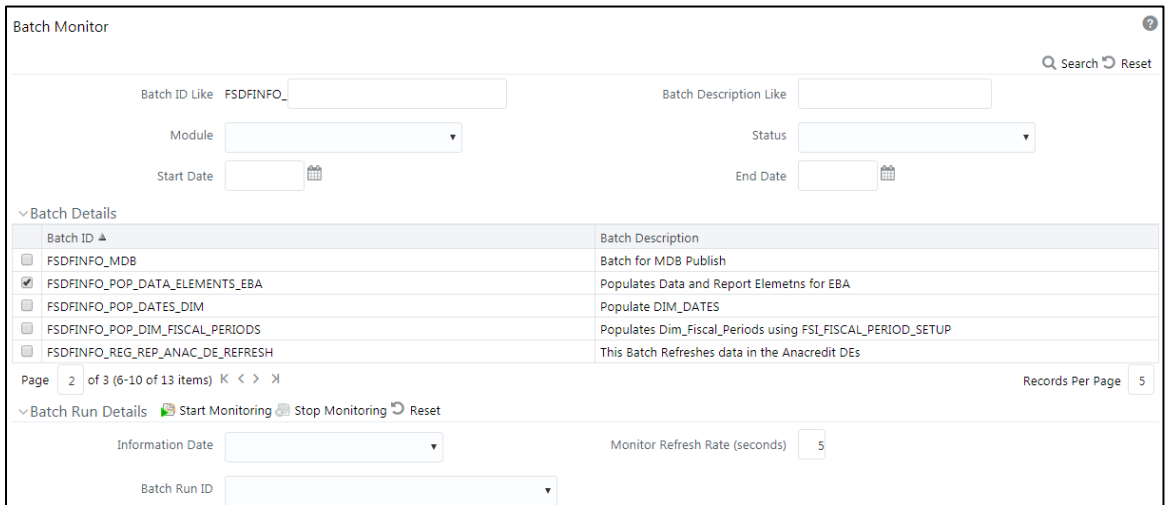 Batch Monitor
?
Search Reset
Batch ID Like FSDFINFO_ Batch Description Like
Module Status
Start Date End Date
Batch Details
Batch ID Batch Description
FSDFINFO_MDB Batch for MDB Publish
FSDFINFO_POP_DATA_ELEMENTS_EBA Populates Data and Report Elemetns for EBA
FSDFINFO_POP_DATES_DIM Populate DIM_DATES
FSDFINFO_POP_DIM_FISCAL_PERIODS Populates Dim_Fiscal_Periods using FSI_FISCAL_PERIOD_SETUP
FSDFINFO_REG_REP_ANAC_DE_REFRESH This Batch Refreshes data in the Anacredit DEs
Page 2 of 3 (6-10 of 13 items) Records Per Page 5
Batch Run Details Start Monitoring Stop Monitoring Reset
Information Date Monitor Refresh Rate (seconds) 5
Batch Run ID